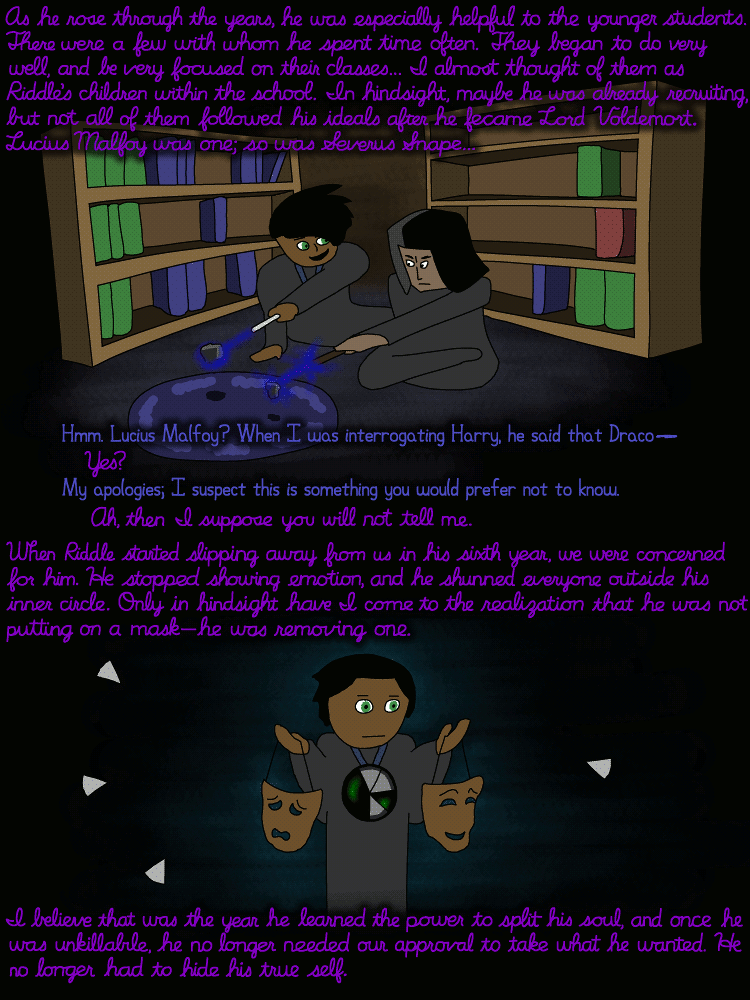 As he rose through the years, he was especially helpful to the younger students.
There were a few with whom he spent time often. They began to do very
well, and be very focused on their classes... I almost thought of them as
Riddle's children within the school. In hindsight, maybe he was already recruiting,
but not all of them followed his ideals after he fecame Lord Voldemort.
Lucius Malfoy was one; so was Severus Snape...
Hmm. Lucius Malfoy? When I was interrogating Harry, he said that Draco—
Yes?
My apologies; I suspect this is something you would prefer not to know.
Ah, then I suppose you will not tell me.
When Riddle started slipping away from us in his sixth year, we were concerned
for him. He stopped showing emotion, and he shunned everyone outside his
inner circle. Only in hindsight have I come to the realization that he was not
putting on a mask—he was removing one.
I believe that was the year he learned the power to split his soul, and once he
was unkillable, he no longer needed our approval to take what he wanted. He
no longer had to hide his true self.